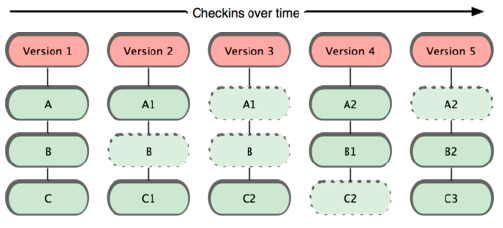 Checkins over time
Version 1 Version 2 Version 3 Version 4 Version 5
A A1 A1 A2 A2
B B B B1 B2
C C1 C2 C2 C3